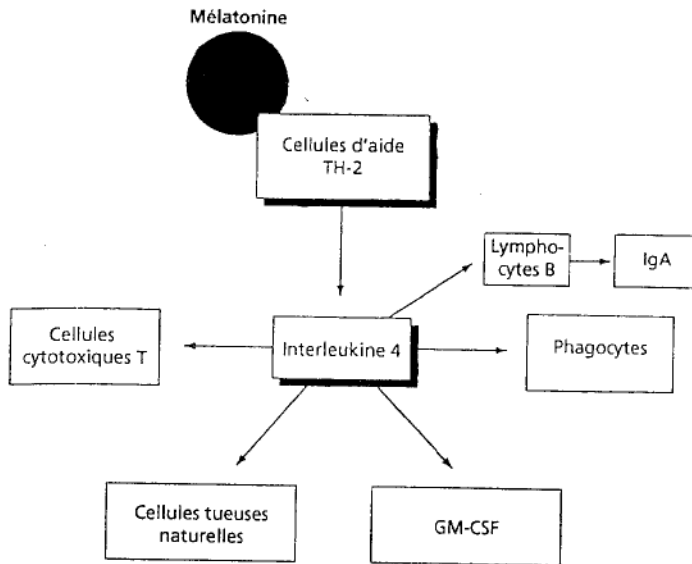 Mélatonine
Cellules d'aide
TH-2
Lympho-
cytes B
IgA
Cellules
cytotoxiques T
Interleukine 4
Phagocytes
Cellules tueuses
naturelles
GM-CSF